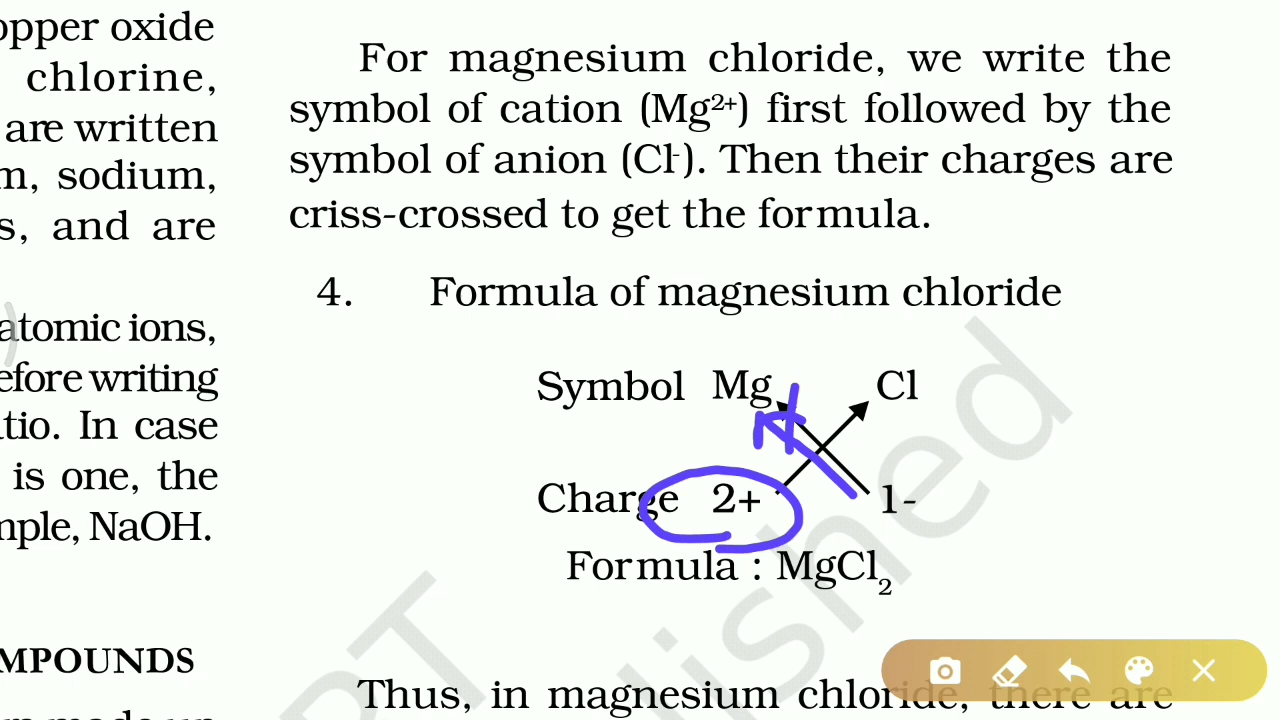 opper oxide
chlorine,
are written
m, sodium,
s, and are
atomic ions,
efore writing
atio. In case
is one, the
mple, NaOH.
MPOUNDS
For magnesium chloride, we write the
symbol of cation (Mg²⁺) first followed by the
symbol of anion (Cl⁻). Then their charges are
criss-crossed to get the formula.
4. Formula of magnesium chloride
Symbol Mg Cl
Charge 2+ 1-
Formula : MgCl₂
Thus, in magnesium chloride, there are